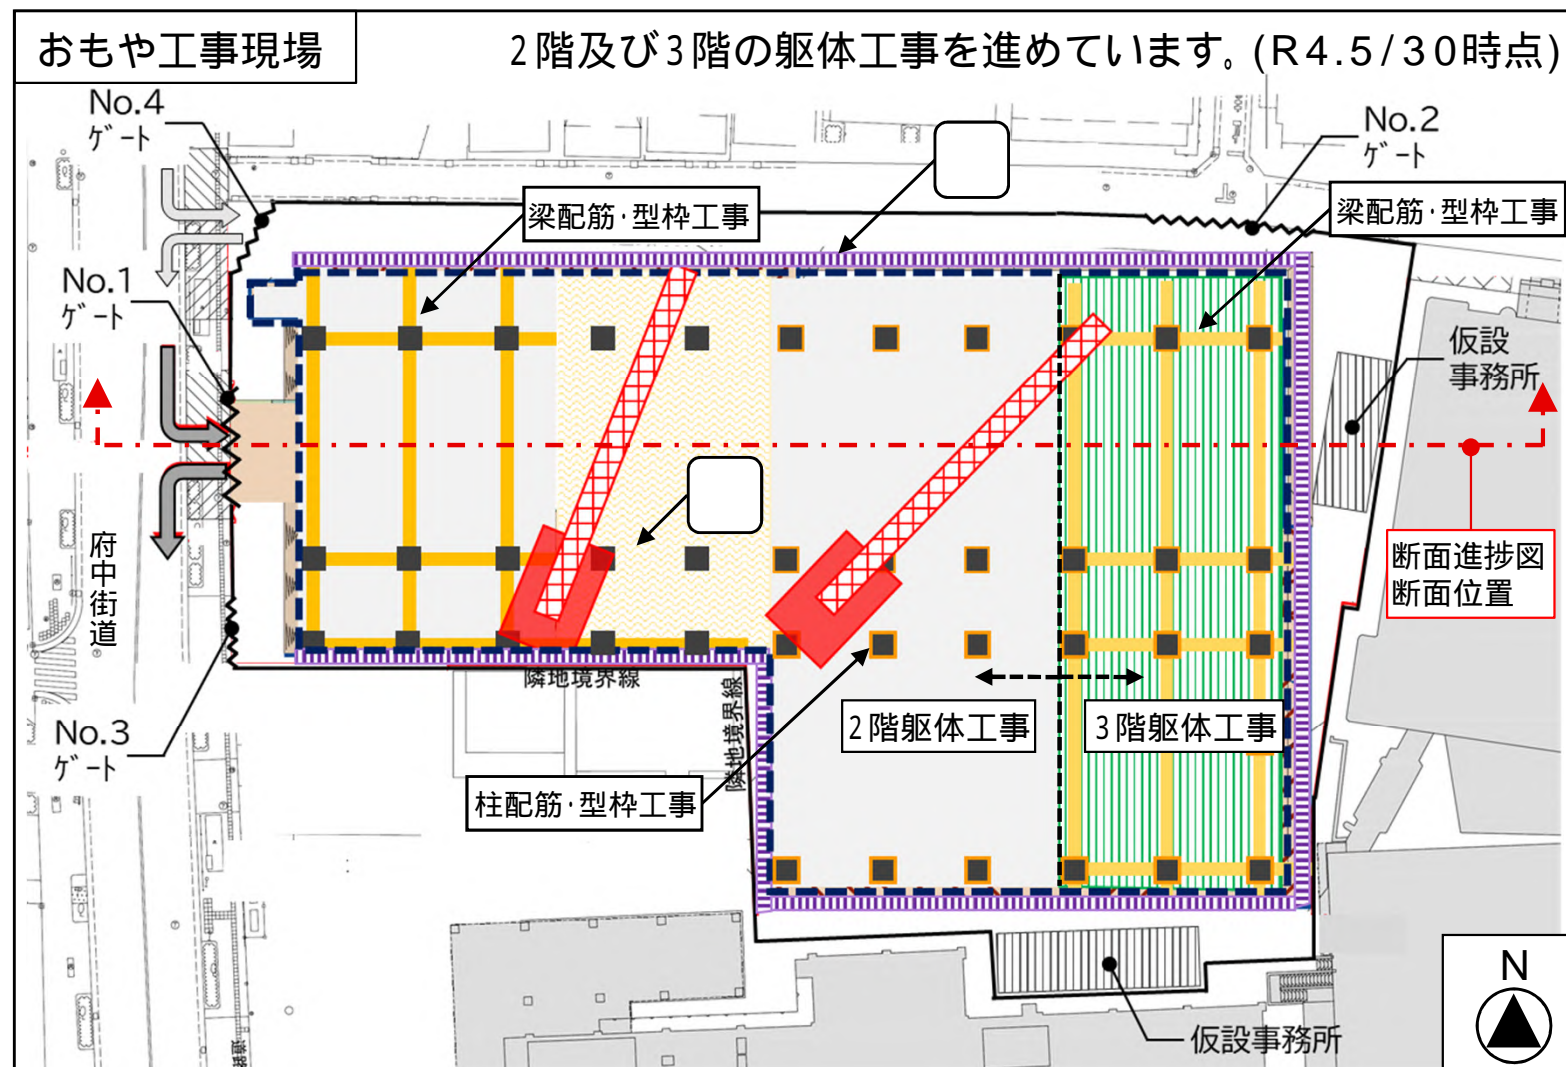 おもや工事現場
2階及び3階の躯体工事を進めています。(R4.5/30時点)
No.4
ゲート
No.2
ゲート
梁配筋・型枠工事
梁配筋・型枠工事
No.1
ゲート
仮設
事務所
断面進捗図
断面位置
府中街道
隣地境界線
隣地境界線
2階躯体工事
3階躯体工事
No.3
ゲート
柱配筋・型枠工事
仮設事務所
N